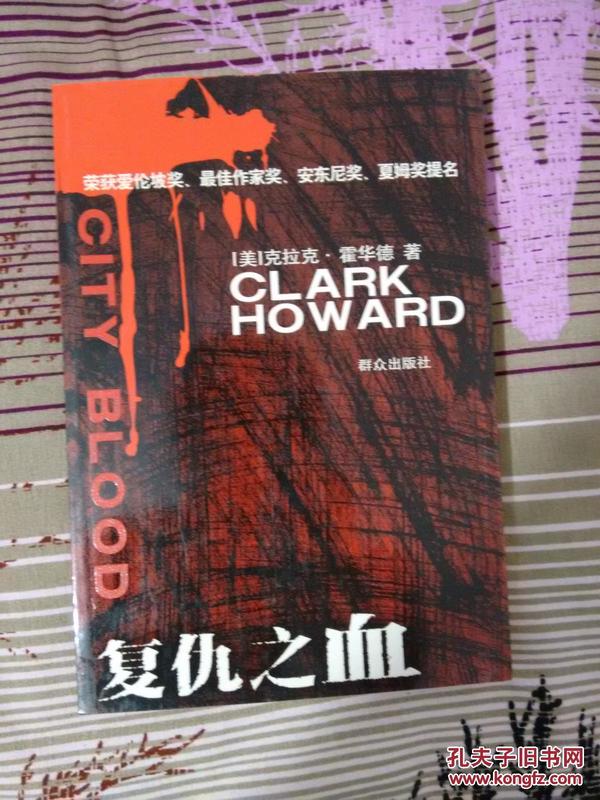 荣获爱伦坡奖、最佳作家奖、安东尼奖、夏姆奖提名
CITY BLOOD
[美]克拉克·霍华德 著
CLARK
HOWARD
群众出版社
复仇之血
孔夫子旧书网
www.kongfz.com